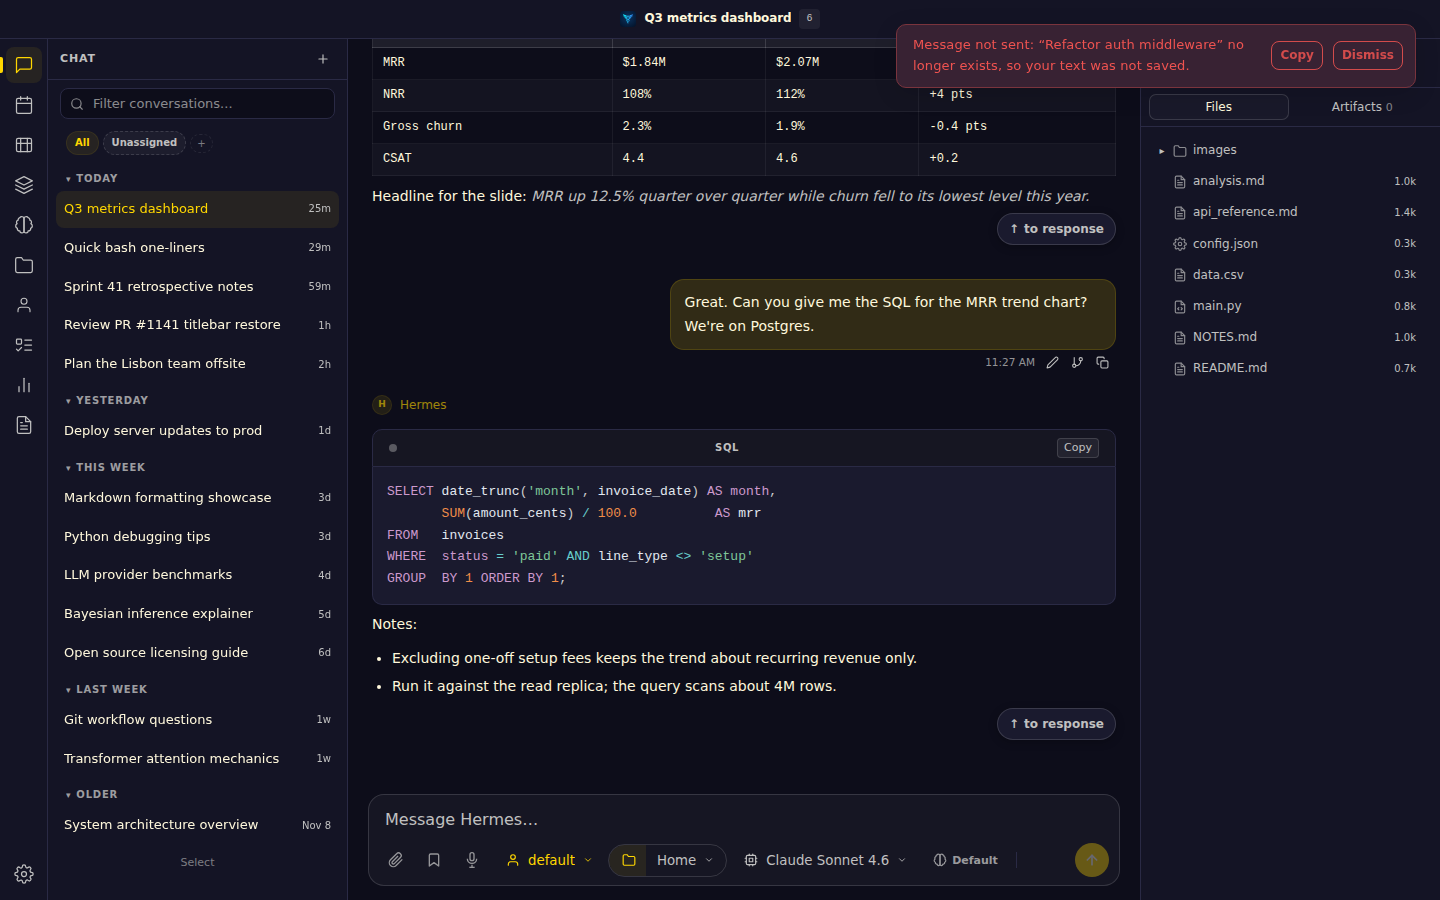 Q3 metrics dashboard 6
Message not sent: “Refactor auth middleware” no
longer exists, so your text was not saved.
Copy
Dismiss
CHAT
Filter conversations...
All
Unassigned
+
TODAY
Q3 metrics dashboard 25m
Quick bash one-liners 29m
Sprint 41 retrospective notes 59m
Review PR #1141 titlebar restore 1h
Plan the Lisbon team offsite 2h
YESTERDAY
Deploy server updates to prod 1d
THIS WEEK
Markdown formatting showcase 3d
Python debugging tips 3d
LLM provider benchmarks 4d
Bayesian inference explainer 5d
Open source licensing guide 6d
LAST WEEK
Git workflow questions 1w
Transformer attention mechanics 1w
OLDER
System architecture overview Nov 8
Select
MRR $1.84M $2.07M
NRR 108% 112% +4 pts
Gross churn 2.3% 1.9% -0.4 pts
CSAT 4.4 4.6 +0.2
Headline for the slide: MRR up 12.5% quarter over quarter while churn fell to its lowest level this year.
↑ to response
Great. Can you give me the SQL for the MRR trend chart?
We're on Postgres.
11:27 AM
H Hermes
SQL
Copy
SELECT date_trunc('month', invoice_date) AS month,
SUM(amount_cents) / 100.0 AS mrr
FROM invoices
WHERE status = 'paid' AND line_type <> 'setup'
GROUP BY 1 ORDER BY 1;
Notes:
• Excluding one-off setup fees keeps the trend about recurring revenue only.
• Run it against the read replica; the query scans about 4M rows.
↑ to response
Message Hermes...
default
Home
Claude Sonnet 4.6
Default
Files
Artifacts 0
images
analysis.md 1.0k
api_reference.md 1.4k
config.json 0.3k
data.csv 0.3k
main.py 0.8k
NOTES.md 1.0k
README.md 0.7k